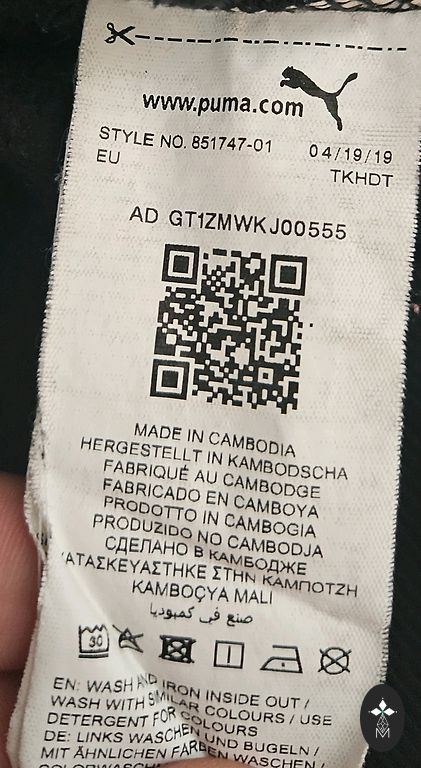 www.puma.com
STYLE NO. 851747-01 04/19/19
EU TKHDT
AD GT1ZMWKJ00555
MADE IN CAMBODIA
HERGESTELLT IN KAMBODSCHA
FABRIQUÉ AU CAMBODGE
FABRICADO EN CAMBOYA
PRODOTTO IN CAMBOGIA
PRODUZIDO NO CAMBODJA
СДЕЛАНО В КАМБОДЖЕ
ΚΑΤΑΣΚΕΥΑΣΤΗΚΕ ΣΤΗΝ ΚΑΜΠΟΤΖΗ
KAMBOÇYA MALI
صنع في كمبوديا
30
EN: WASH AND IRON INSIDE OUT /
WASH WITH SIMILAR COLOURS / USE
DETERGENT FOR COLOURS
DE: LINKS WASCHEN UND BÜGELN /
MIT ÄHNLICHEN FARBEN WASCHEN /
M